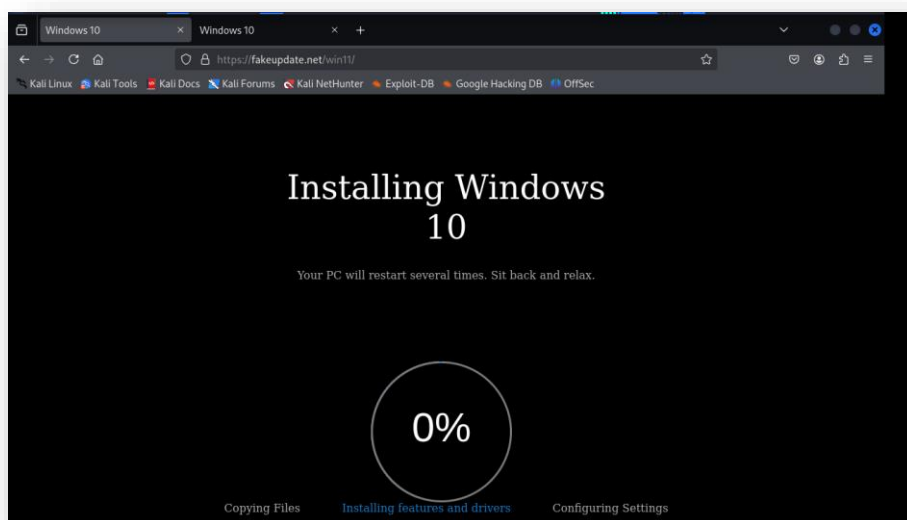 Windows 10
Windows 10
https://fakeupdate.net/win11/
Kali Linux Kali Tools Kali Docs Kali Forums Kali NetHunter Exploit-DB Google Hacking DB OffSec
Installing Windows
10
Your PC will restart several times. Sit back and relax.
0%
Copying Files Installing features and drivers Configuring Settings